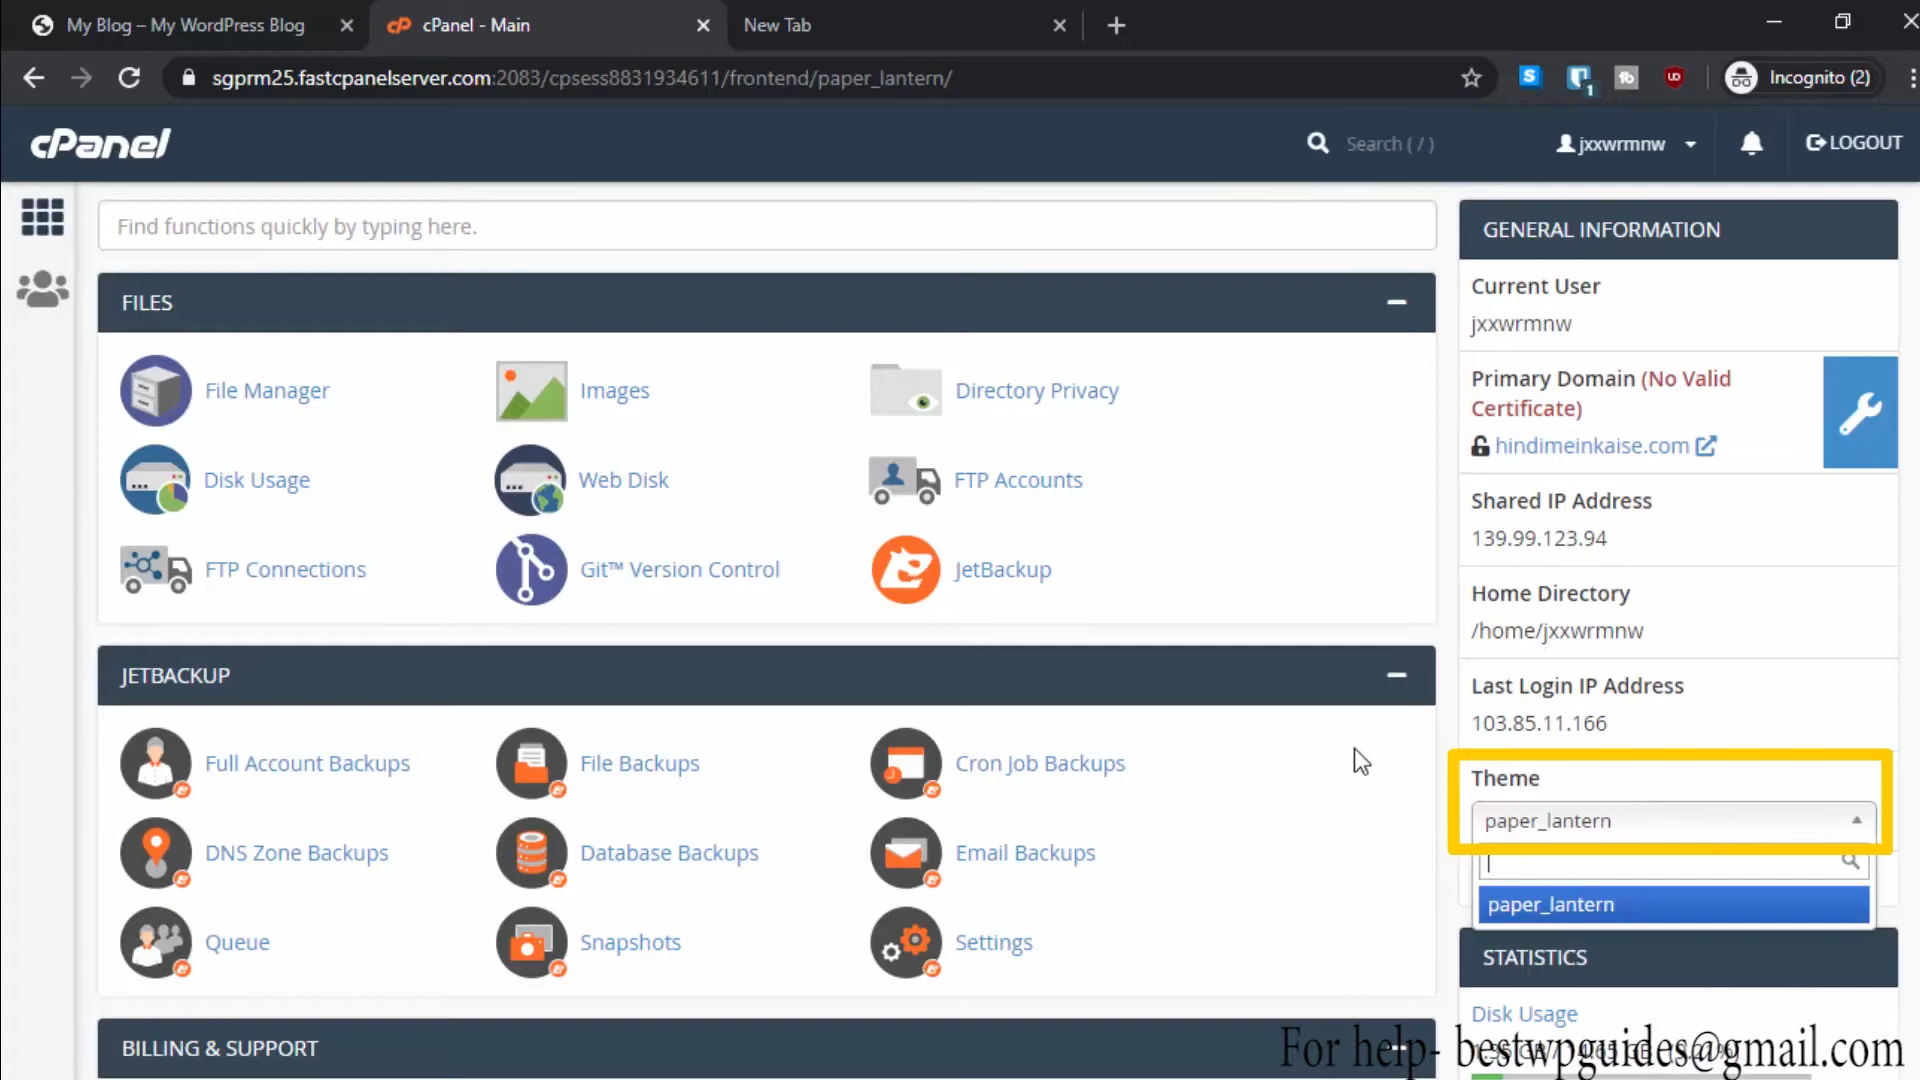 My Blog – My WordPress Blog
cPanel - Main
New Tab
sgprm25.fastcpanelserver.com:2083/cpsess8831934611/frontend/paper_lantern/
Incognito (2)
cPanel
Search ( / )
jxxwrmnw
LOGOUT
Find functions quickly by typing here.
FILES
File Manager
Images
Directory Privacy
Disk Usage
Web Disk
FTP Accounts
FTP Connections
Git™ Version Control
JetBackup
JETBACKUP
Full Account Backups
File Backups
Cron Job Backups
DNS Zone Backups
Database Backups
Email Backups
Queue
Snapshots
Settings
BILLING & SUPPORT
GENERAL INFORMATION
Current User
jxxwrmnw
Primary Domain (No Valid
Certificate)
hindimeinkaise.com
Shared IP Address
139.99.123.94
Home Directory
/home/jxxwrmnw
Last Login IP Address
103.85.11.166
Theme
paper_lantern
paper_lantern
STATISTICS
Disk Usage
For help- bestwpguides@gmail.com